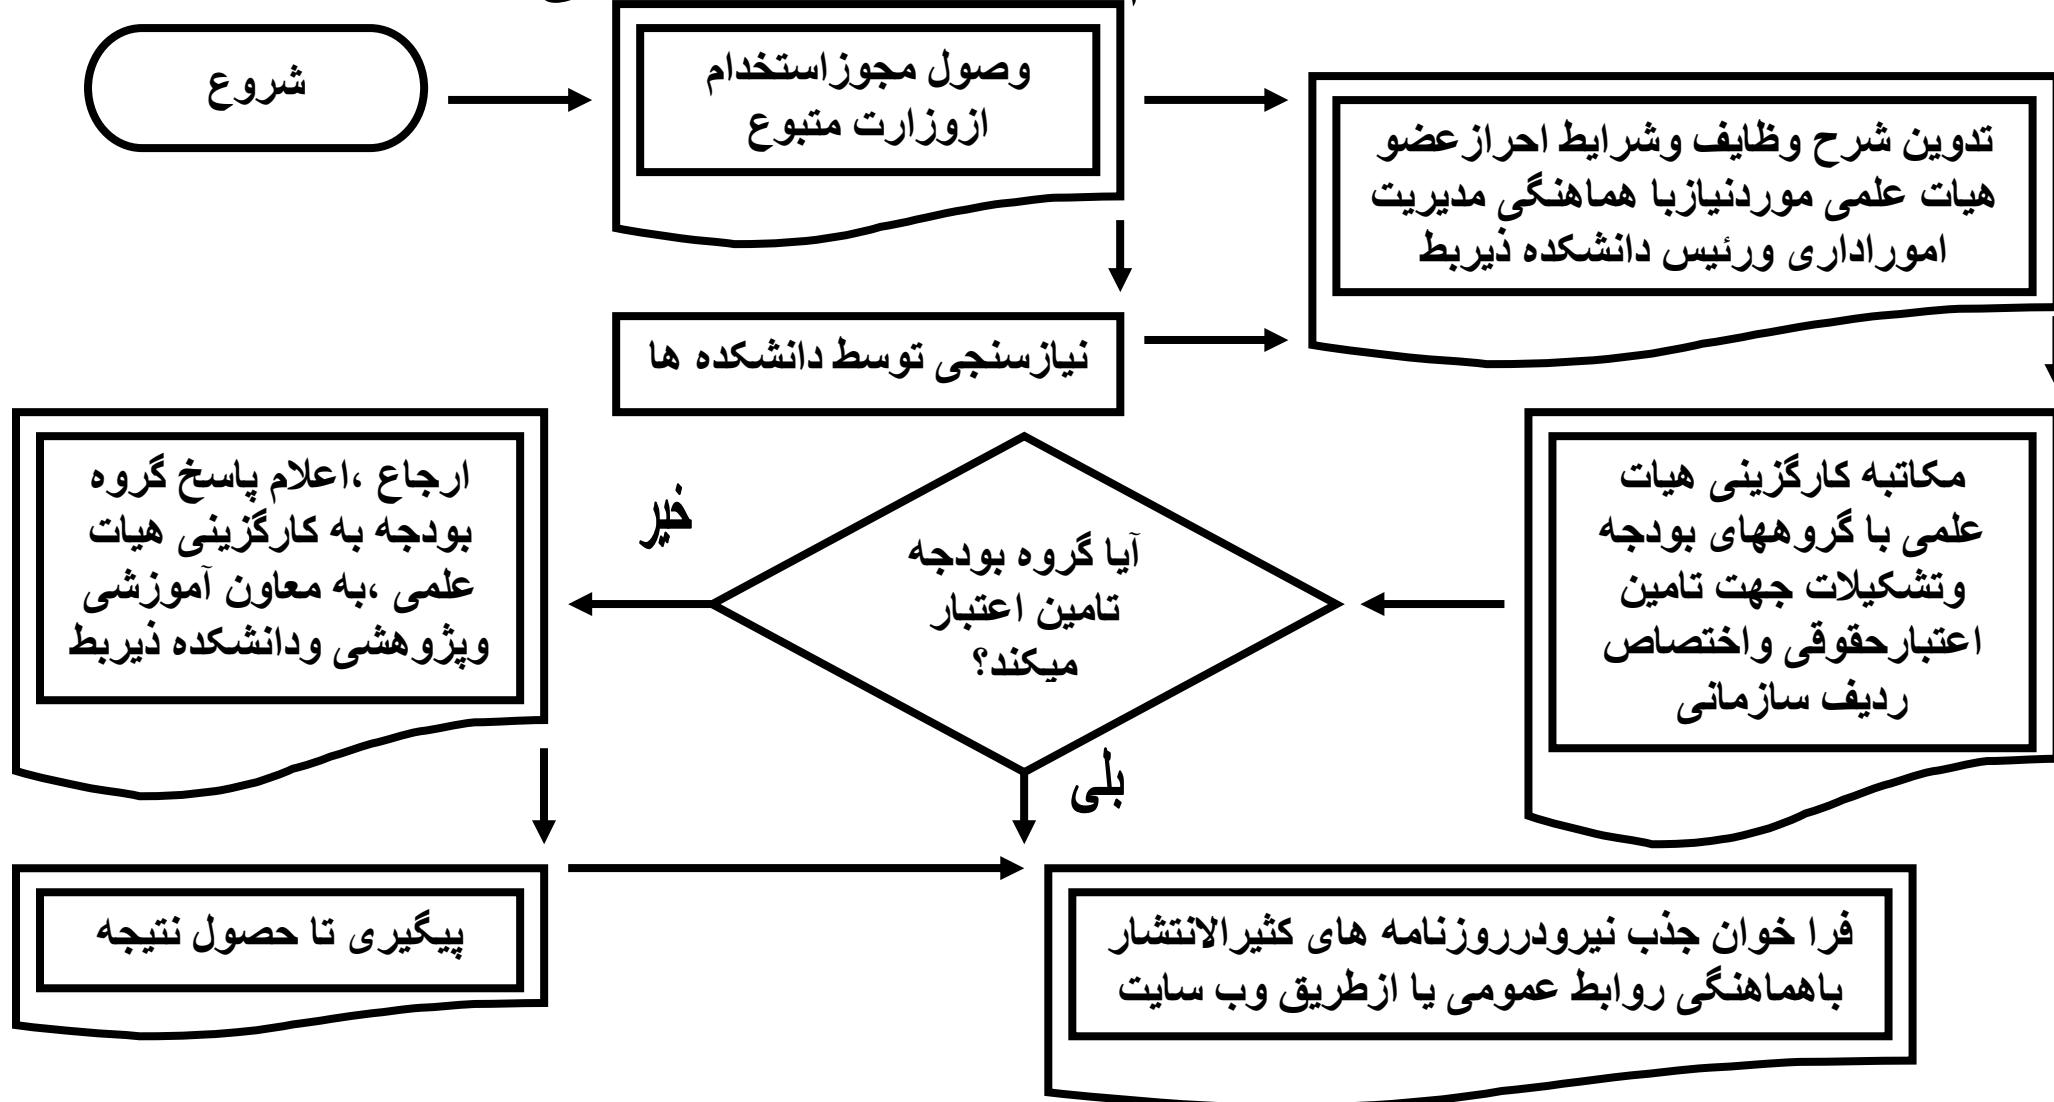 شروع
وصول مجوزاستخدام
ازوزارت متبوع
تدوین شرح وظایف وشرایط احرازعضو
هیات علمی موردنیازبا هماهنگی مدیریت
اموراداری ورئیس دانشکده ذیربط
نیازسنجی توسط دانشکده ها
مکاتبه کارگزینی هیات
علمی با گروههای بودجه
وتشکیلات جهت تامین
اعتبارحقوقی واختصاص
ردیف سازمانی
آیا گروه بودجه
تامین اعتبار
میکند؟
خیر
بلی
ارجاع ،اعلام پاسخ گروه
بودجه به کارگزینی هیات
علمی ،به معاون آموزشی
وپژوهشی ودانشکده ذیربط
پیگیری تا حصول نتیجه
فرا خوان جذب نیرودرروزنامه های کثیرالانتشار
باهماهنگی روابط عمومی یا ازطریق وب سایت